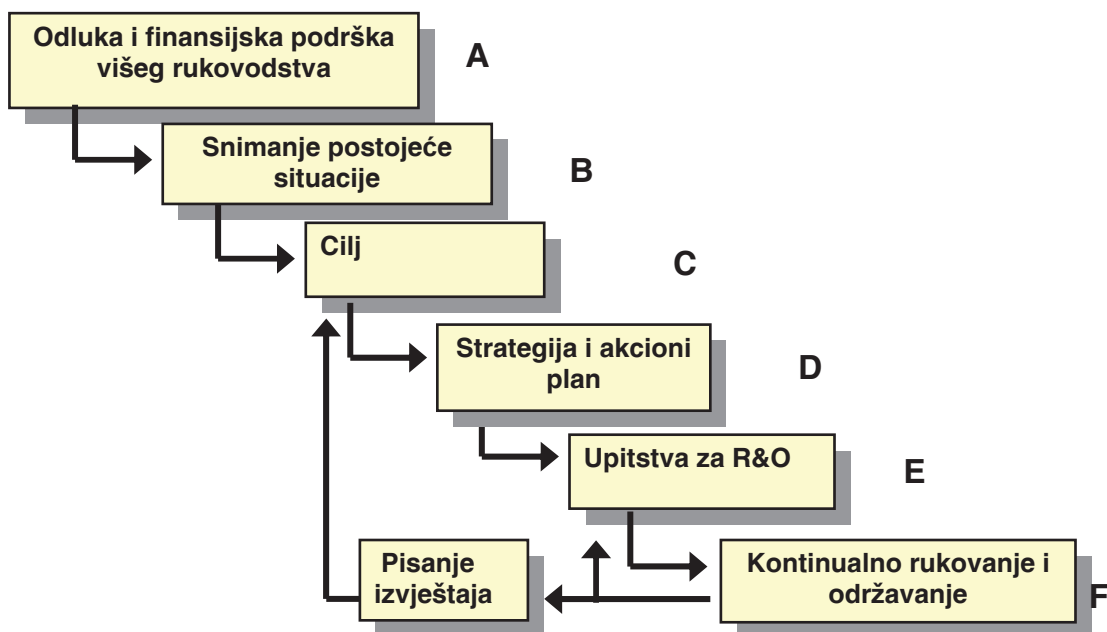 Odluka i finansijska podrška
višeg rukovodstva
A
Snimanje postojeće
situacije
B
Cilj
C
Strategija i akcioni
plan
D
Upitstva za R&O
E
Pisanje
izvještaja
Kontinualno rukovanje i
održavanje
F